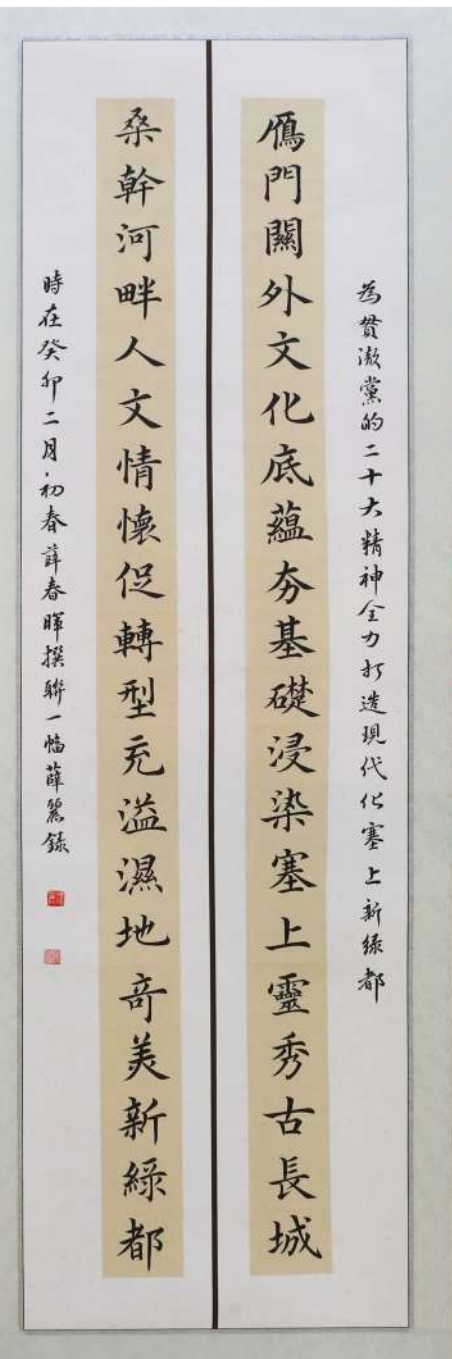 為貫澈黨的二十大精神全力打造現代化塞上新綠都
鴈門關外文化底蘊夯基礎浸染塞上靈秀古長城
桑幹河畔人文情懷促轉型充溢濕地奇美新綠都
時在癸卯二月·初春薛春暉撰聯一幅薛麗錄